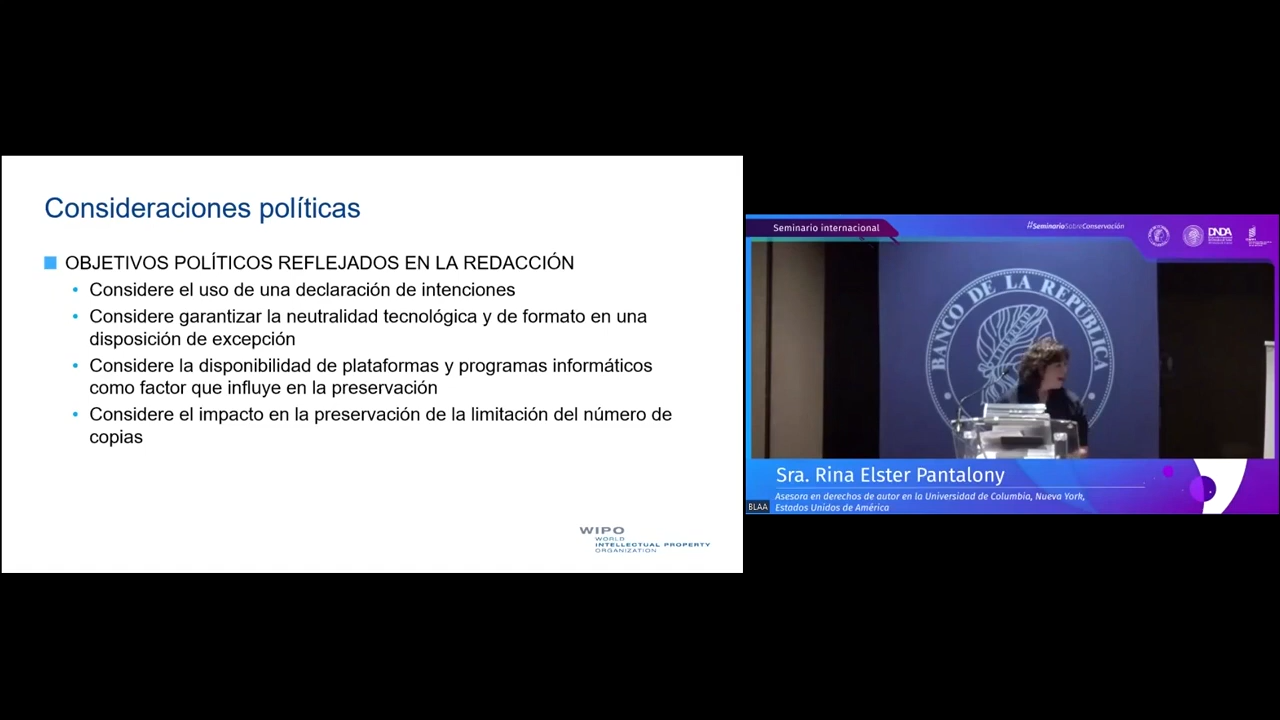 Consideraciones políticas
OBJETIVOS POLÍTICOS REFLEJADOS EN LA REDACCIÓN
• Considere el uso de una declaración de intenciones
• Considere garantizar la neutralidad tecnológica y de formato en una
disposición de excepción
• Considere la disponibilidad de plataformas y programas informáticos
como factor que influye en la preservación
• Considere el impacto en la preservación de la limitación del número de
copias
WIPO
WORLD
INTELLECTUAL PROPERTY
ORGANIZATION
Seminario internacional
#SeminarioSobreConservación
DNDA
BANCO DE LA REPÚBLICA
Sra. Rina Elster Pantalony
Asesora en derechos de autor en la Universidad de Columbia, Nueva York,
Estados Unidos de América
BLAA